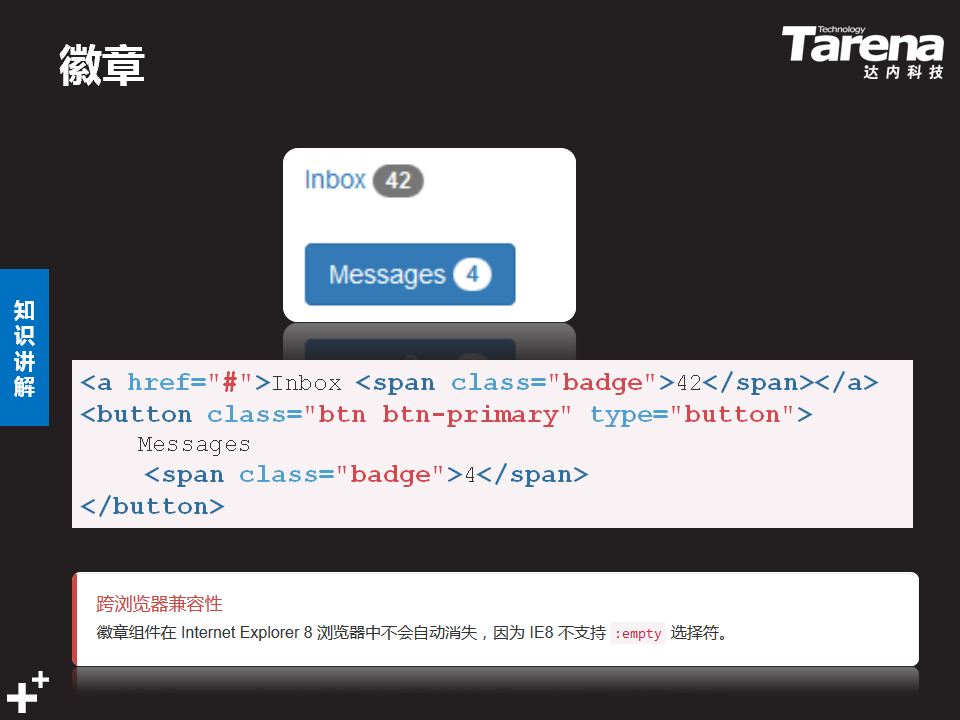 徽章
Technology
Tarena
达内科技
Inbox 42
Messages 4
知识讲解
<a href="#">Inbox <span class="badge">42</span></a>
<button class="btn btn-primary" type="button">
Messages
<span class="badge">4</span>
</button>
跨浏览器兼容性
徽章组件在 Internet Explorer 8 浏览器中不会自动消失，因为 IE8 不支持 :empty 选择符。